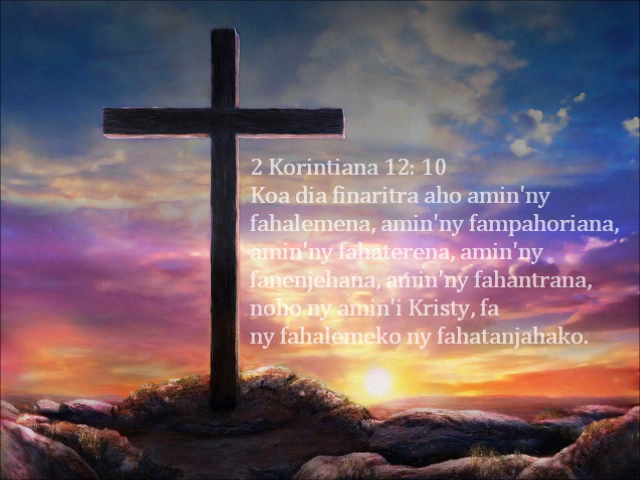 2 Korintiana 12: 10
Koa dia finaritra aho amin'ny
fahalemena, amin'ny fampahoriana,
amin'ny fahaterena, amin'ny
fanenjehana, amin'ny fahantrana,
noho ny amin'i Kristy, fa
ny fahalemeko ny fahatanjahako.